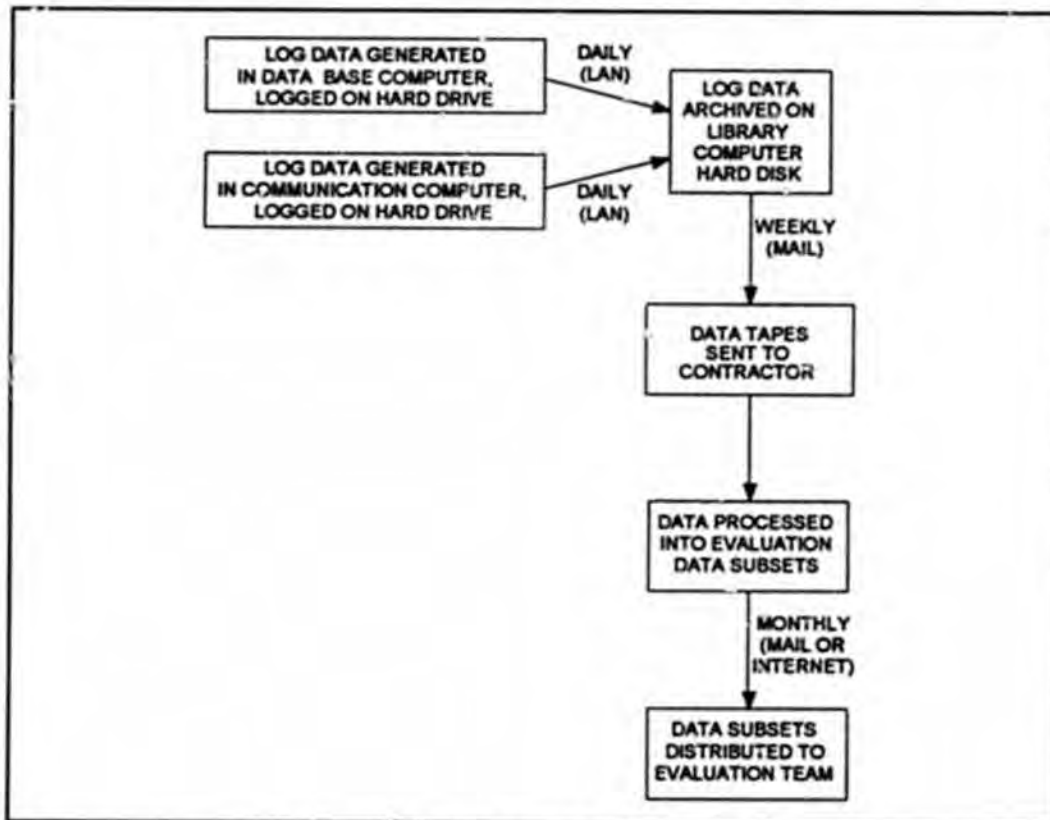 LOG DATA GENERATED
IN DATA BASE COMPUTER,
LOGGED ON HARD DRIVE
DAILY
(LAN)
LOG DATA
ARCHIVED ON
LIBRARY
COMPUTER
HARD DISK
LOG DATA GENERATED
IN COMMUNICATION COMPUTER,
LOGGED ON HARD DRIVE
DAILY
(LAN)
WEEKLY
(MAIL)
DATA TAPES
SENT TO
CONTRACTOR
DATA PROCESSED
INTO EVALUATION
DATA SUBSETS
MONTHLY
(MAIL OR
INTERNET)
DATA SUBSETS
DISTRIBUTED TO
EVALUATION TEAM